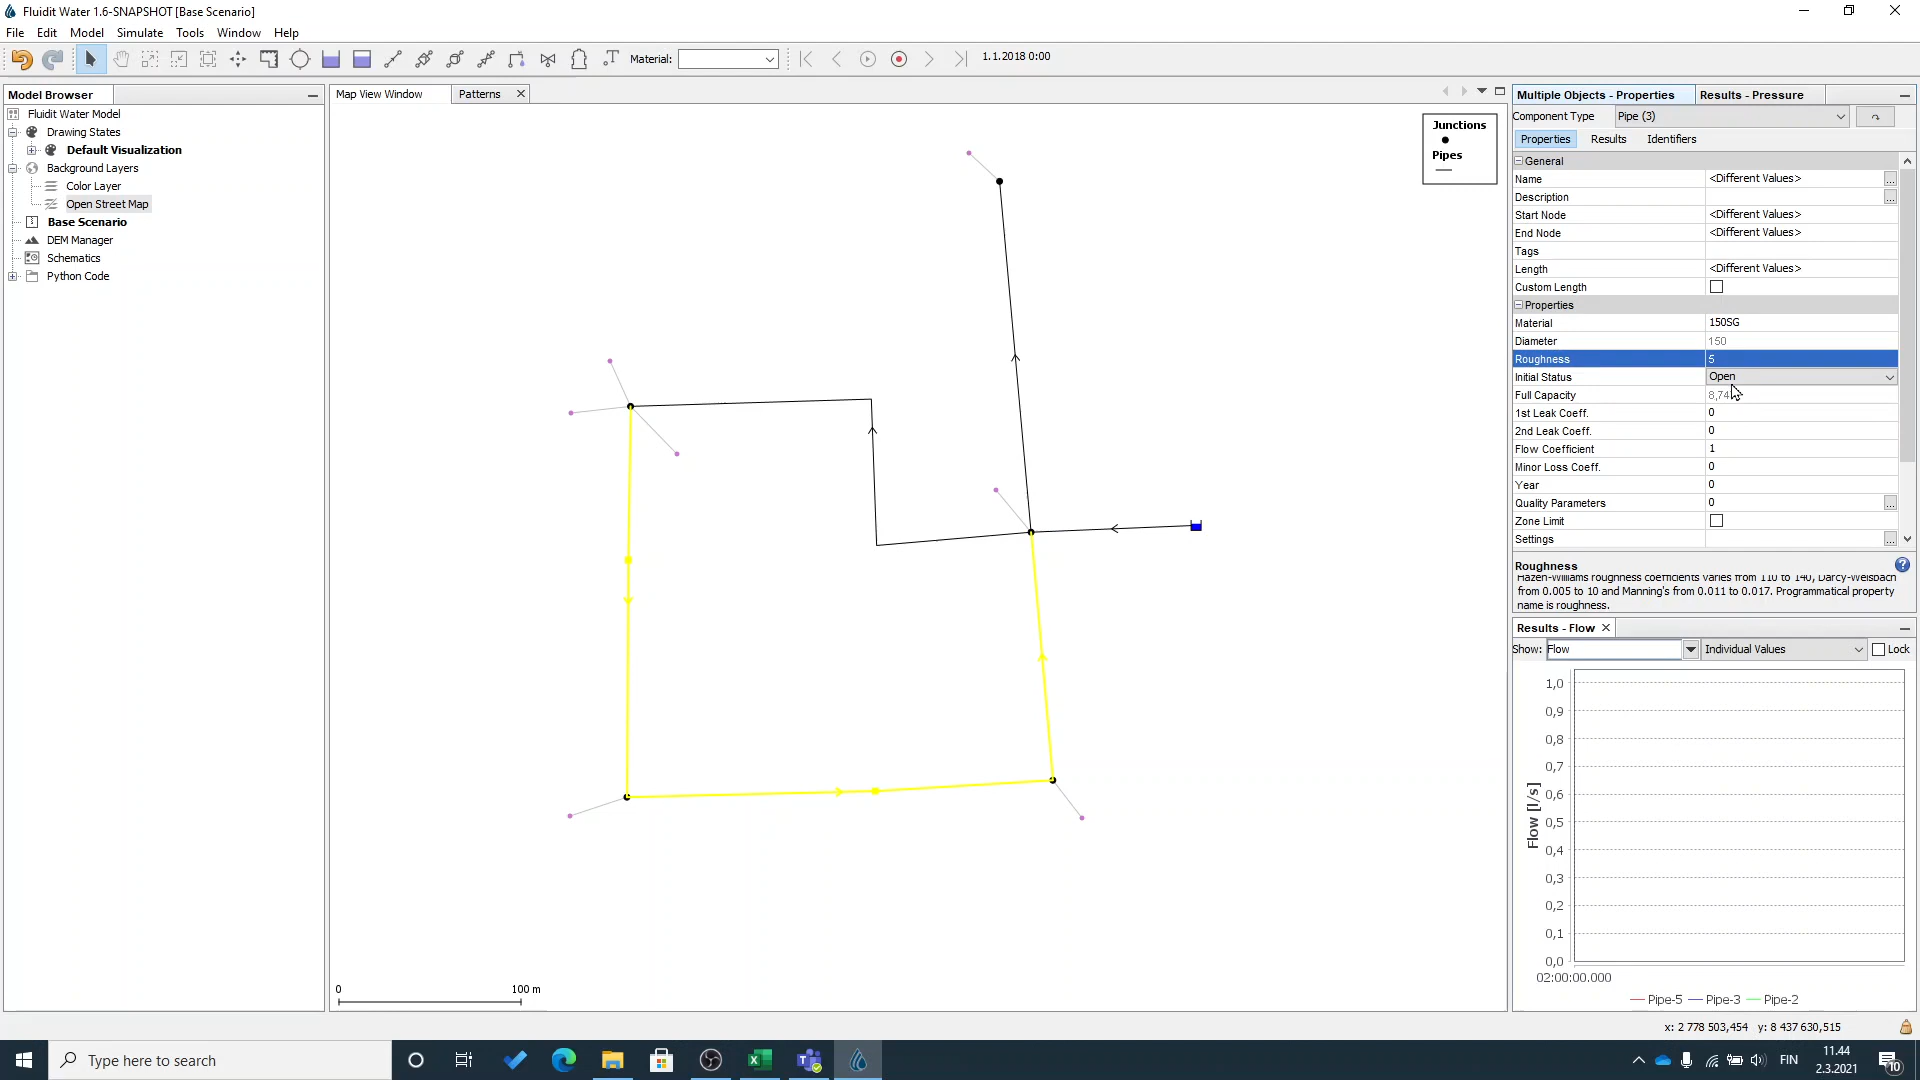 Fluidit Water 1.6-SNAPSHOT [Base Scenario]
File Edit Model Simulate Tools Window Help
Material:
1.1.2018 0:00
Model Browser
Fluidit Water Model
Drawing States
Default Visualization
Background Layers
Color Layer
Open Street Map
Base Scenario
DEM Manager
Schematics
Python Code
Map View Window
Patterns
Junctions
Pipes
0
100 m
Multiple Objects - Properties
Results - Pressure
Component Type Pipe (3)
Properties Results Identifiers
General
Name <Different Values>
Description
Start Node <Different Values>
End Node <Different Values>
Tags
Length <Different Values>
Custom Length
Properties
Material 150SG
Diameter 150
Roughness 5
Initial Status Open
Full Capacity 8,74
1st Leak Coeff. 0
2nd Leak Coeff. 0
Flow Coefficient 1
Minor Loss Coeff. 0
Year 0
Quality Parameters 0
Zone Limit
Settings
Roughness
Hazen-Williams roughness coefficients varies from 110 to 140, Darcy-Weisbach
from 0.005 to 10 and Manning's from 0.011 to 0.017. Programmatical property
name is roughness.
Results - Flow
Show: Flow Individual Values Lock
1,0
0,9
0,8
0,7
0,6
0,5
0,4
0,3
0,2
0,1
0,0
Flow [l/s]
02:00:00.000
Pipe-5 Pipe-3 Pipe-2
x: 2 778 503,454 y: 8 437 630,515
Type here to search
FIN
11.44
2.3.2021
10